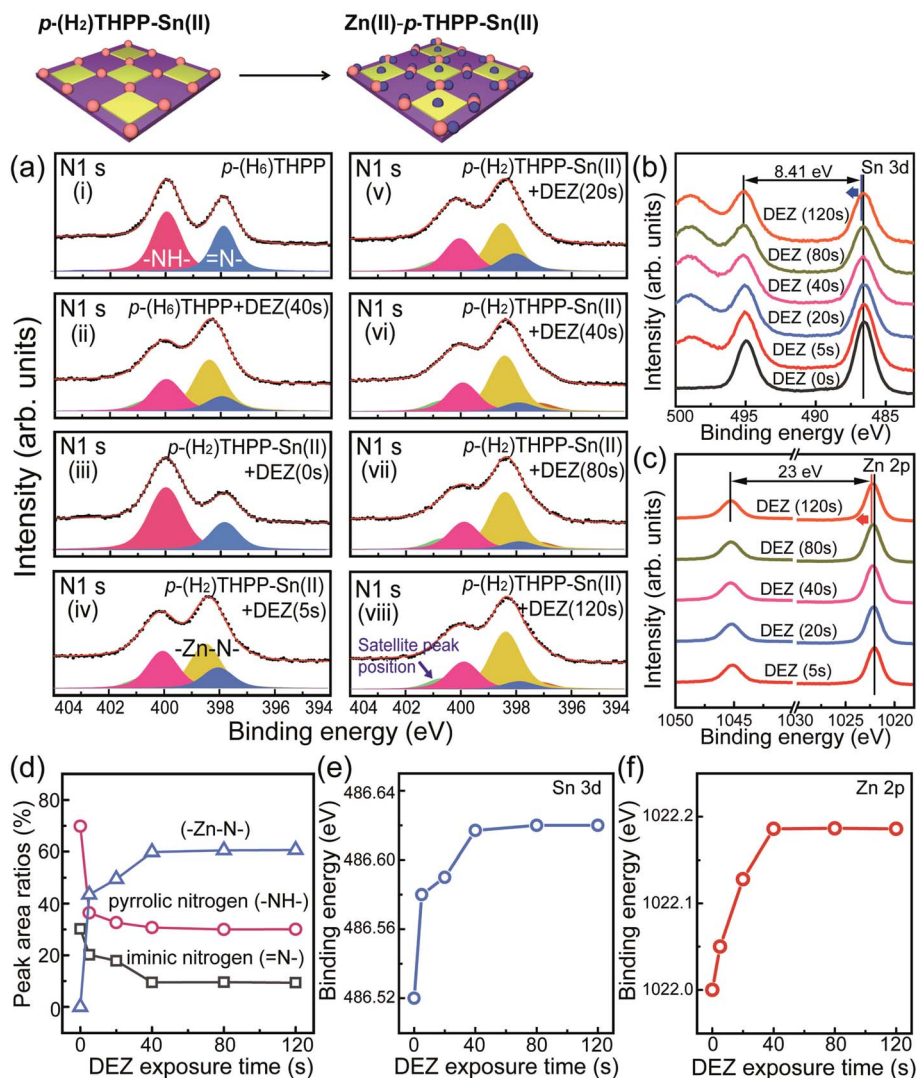 p-(H2)THPP-Sn(II)
Zn(II)-p-THPP-Sn(II)
(a)
N1 s
(i)
p-(H6)THPP
-NH-
=N-
N1 s
(ii)
p-(H6)THPP+DEZ(40s)
N1 s
(iii)
p-(H2)THPP-Sn(II)
+DEZ(0s)
N1 s
(iv)
p-(H2)THPP-Sn(II)
+DEZ(5s)
-Zn-N-
404 402 400 398 396 394
N1 s
(v)
p-(H2)THPP-Sn(II)
+DEZ(20s)
N1 s
(vi)
p-(H2)THPP-Sn(II)
+DEZ(40s)
N1 s
(vii)
p-(H2)THPP-Sn(II)
+DEZ(80s)
N1 s
(viii)
p-(H2)THPP-Sn(II)
+DEZ(120s)
Satellite peak
position
404 402 400 398 396 394
Intensity (arb. units)
Binding energy (eV)
(b)
Sn 3d
8.41 eV
DEZ (120s)
DEZ (80s)
DEZ (40s)
DEZ (20s)
DEZ (5s)
DEZ (0s)
Intensity (arb. units)
500 495 490 485
Binding energy (eV)
(c)
Zn 2p
23 eV
DEZ (120s)
DEZ (80s)
DEZ (40s)
DEZ (20s)
DEZ (5s)
Intensity (arb. units)
1050 1045 1030 1020
Binding energy (eV)
(d)
Peak area ratios (%)
80
60
40
20
0
(-Zn-N-)
pyrrolic nitrogen (-NH-)
iminic nitrogen (=N-)
0 40 80 120
DEZ exposure time (s)
(e)
Sn 3d
Binding energy (eV)
486.64
486.60
486.56
486.52
0 40 80 120
DEZ exposure time (s)
(f)
Zn 2p
Binding energy (eV)
1022.2
1022.1
1022.0
0 40 80 120
DEZ exposure time (s)